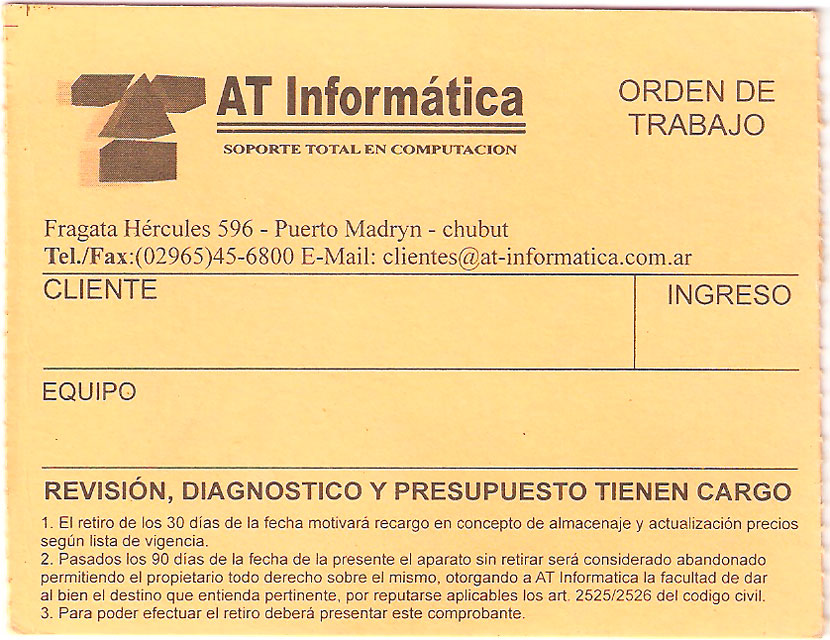 AT Informática
SOPORTE TOTAL EN COMPUTACION
ORDEN DE
TRABAJO
Fragata Hércules 596 - Puerto Madryn - chubut
Tel./Fax:(02965)45-6800 E-Mail: clientes@at-informatica.com.ar
CLIENTE
INGRESO
EQUIPO
REVISIÓN, DIAGNOSTICO Y PRESUPUESTO TIENEN CARGO
1. El retiro de los 30 días de la fecha motivará recargo en concepto de almacenaje y actualización precios
según lista de vigencia.
2. Pasados los 90 días de la fecha de la presente el aparato sin retirar será considerado abandonado
permitiendo el propietario todo derecho sobre el mismo, otorgando a AT Informatica la facultad de dar
al bien el destino que entienda pertinente, por reputarse aplicables los art. 2525/2526 del codigo civil.
3. Para poder efectuar el retiro deberá presentar este comprobante.